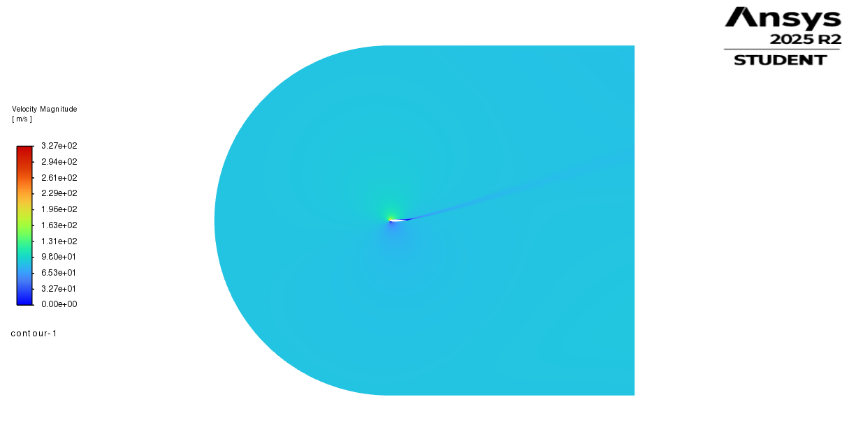 Ansys
2025 R2
STUDENT
Velocity Magnitude
[ m/s ]
3.27e+02
2.94e+02
2.61e+02
2.29e+02
1.96e+02
1.63e+02
1.31e+02
9.80e+01
6.53e+01
3.27e+01
0.00e+00
contour-1